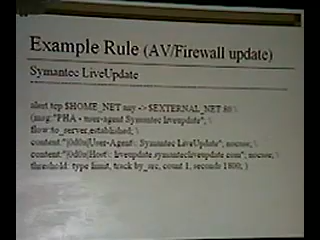 Example Rule (AV/Firewall update)
Symantec LiveUpdate
alert tcp $HOME_NET any -> $EXTERNAL_NET 80 \
(msg:"PHA - user-agent Symantec liveupdate"; \
flow:to_server,established; \
content:"|0d0a|User-Agent\: Symantec LiveUpdate"; nocase; \
content:"|0d0a|Host\: liveupdate.symantecliveupdate.com"; nocase; \
threshold: type limit, track by_src, count 1, seconds 1800; )